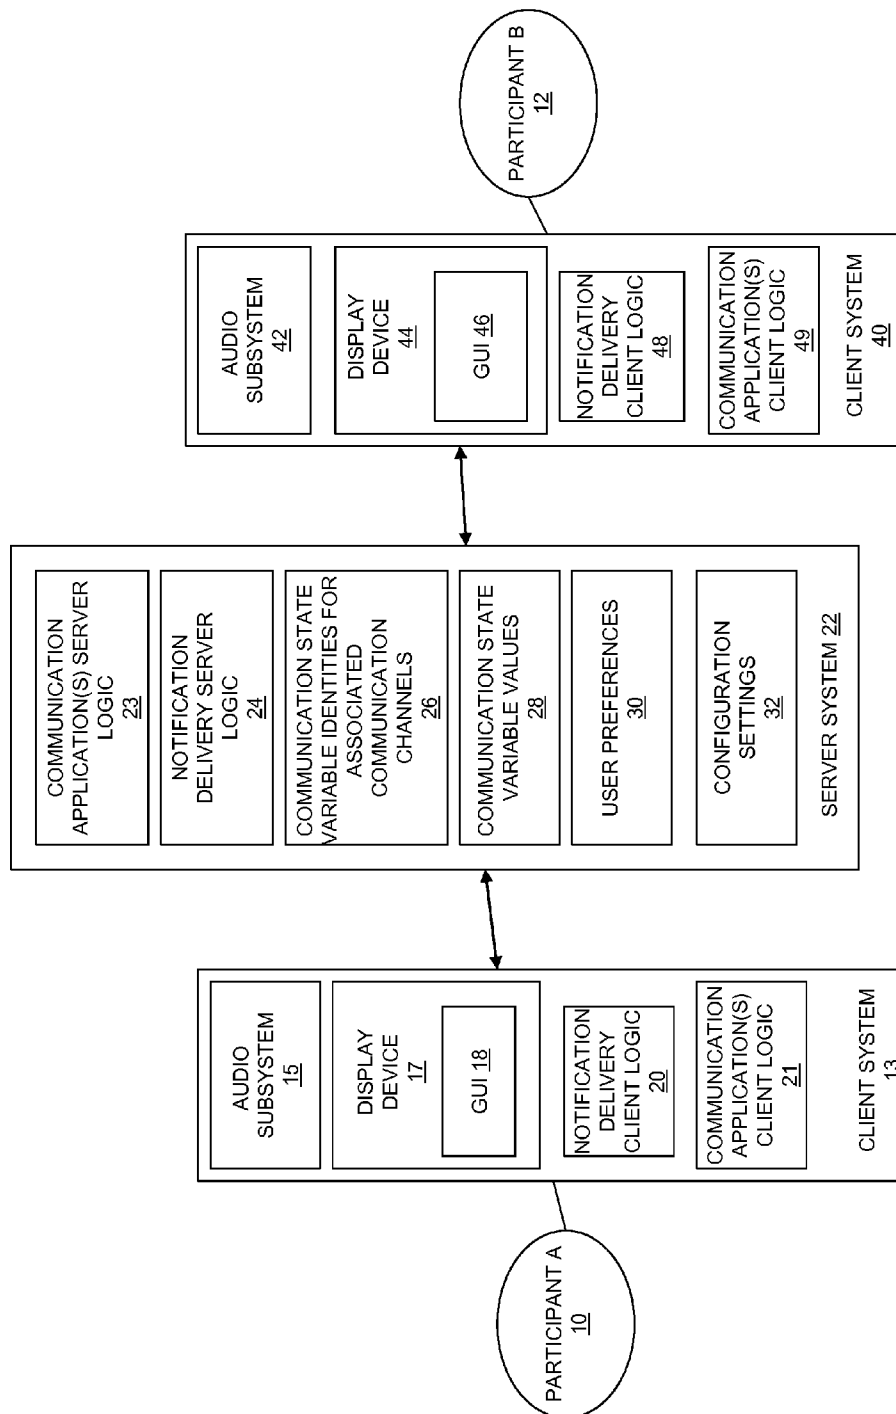 PARTICIPANT A
10
AUDIO
SUBSYSTEM
15
DISPLAY
DEVICE
17
GUI 18
NOTIFICATION
DELIVERY
CLIENT LOGIC
20
COMMUNICATION
APPLICATION(S)
CLIENT LOGIC
21
CLIENT SYSTEM
13
COMMUNICATION
APPLICATION(S) SERVER
LOGIC
23
NOTIFICATION
DELIVERY SERVER
LOGIC
24
COMMUNICATION STATE
VARIABLE IDENTITIES FOR
ASSOCIATED
COMMUNICATION
CHANNELS
26
COMMUNICATION STATE
VARIABLE VALUES
28
USER PREFERENCES
30
CONFIGURATION
SETTINGS
32
SERVER SYSTEM 22
AUDIO
SUBSYSTEM
42
DISPLAY
DEVICE
44
GUI 46
NOTIFICATION
DELIVERY
CLIENT LOGIC
48
COMMUNICATION
APPLICATION(S)
CLIENT LOGIC
49
CLIENT SYSTEM
40
PARTICIPANT B
12